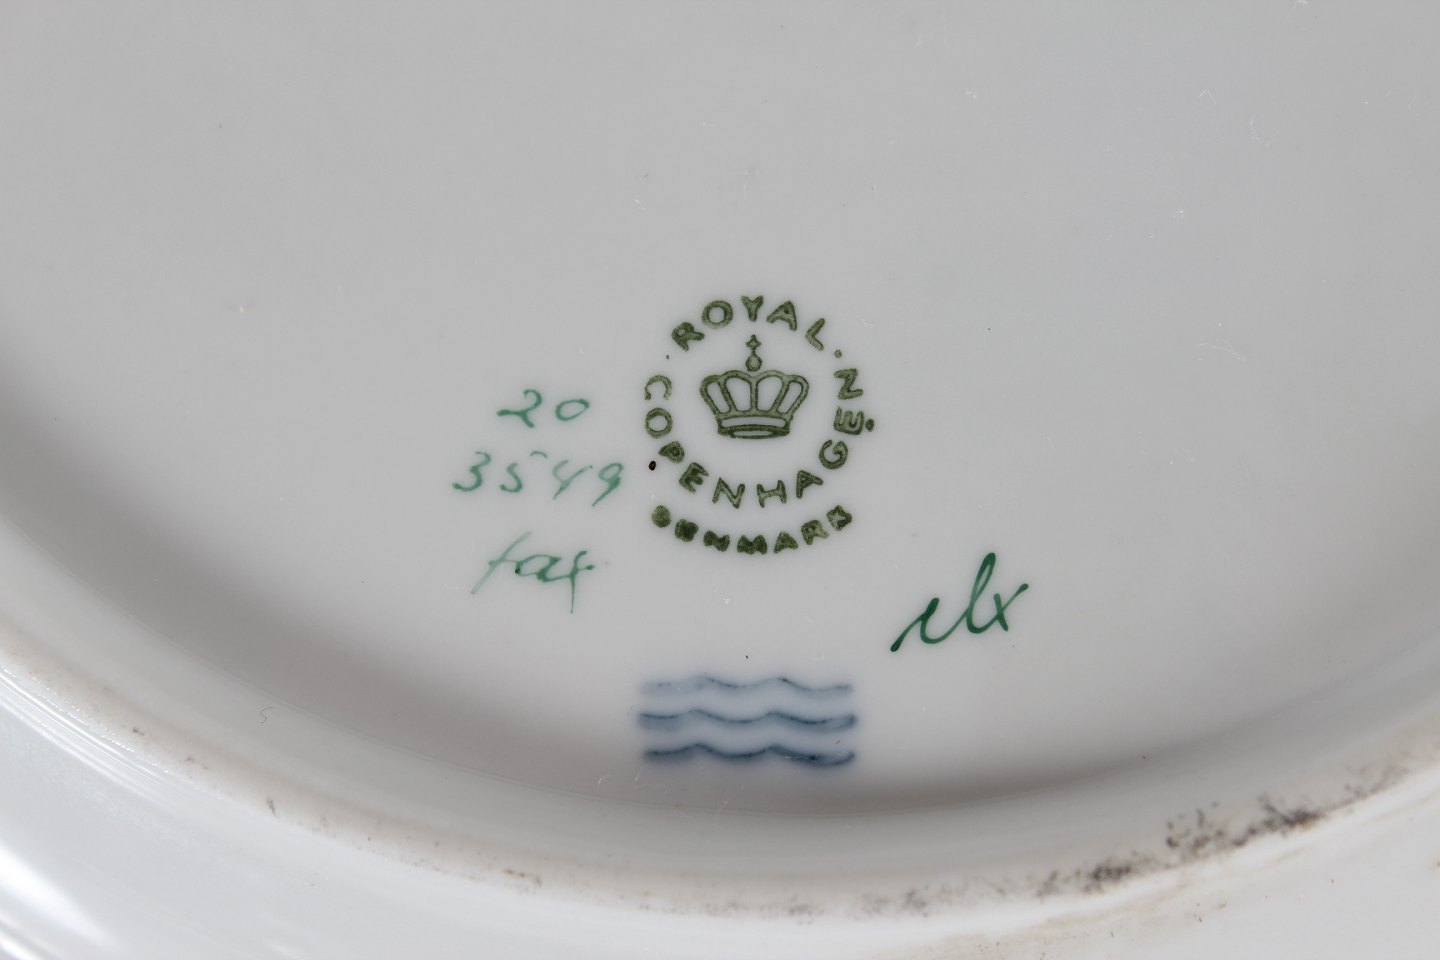 ROYAL
COPENHAGEN
DENMARK
20
3549